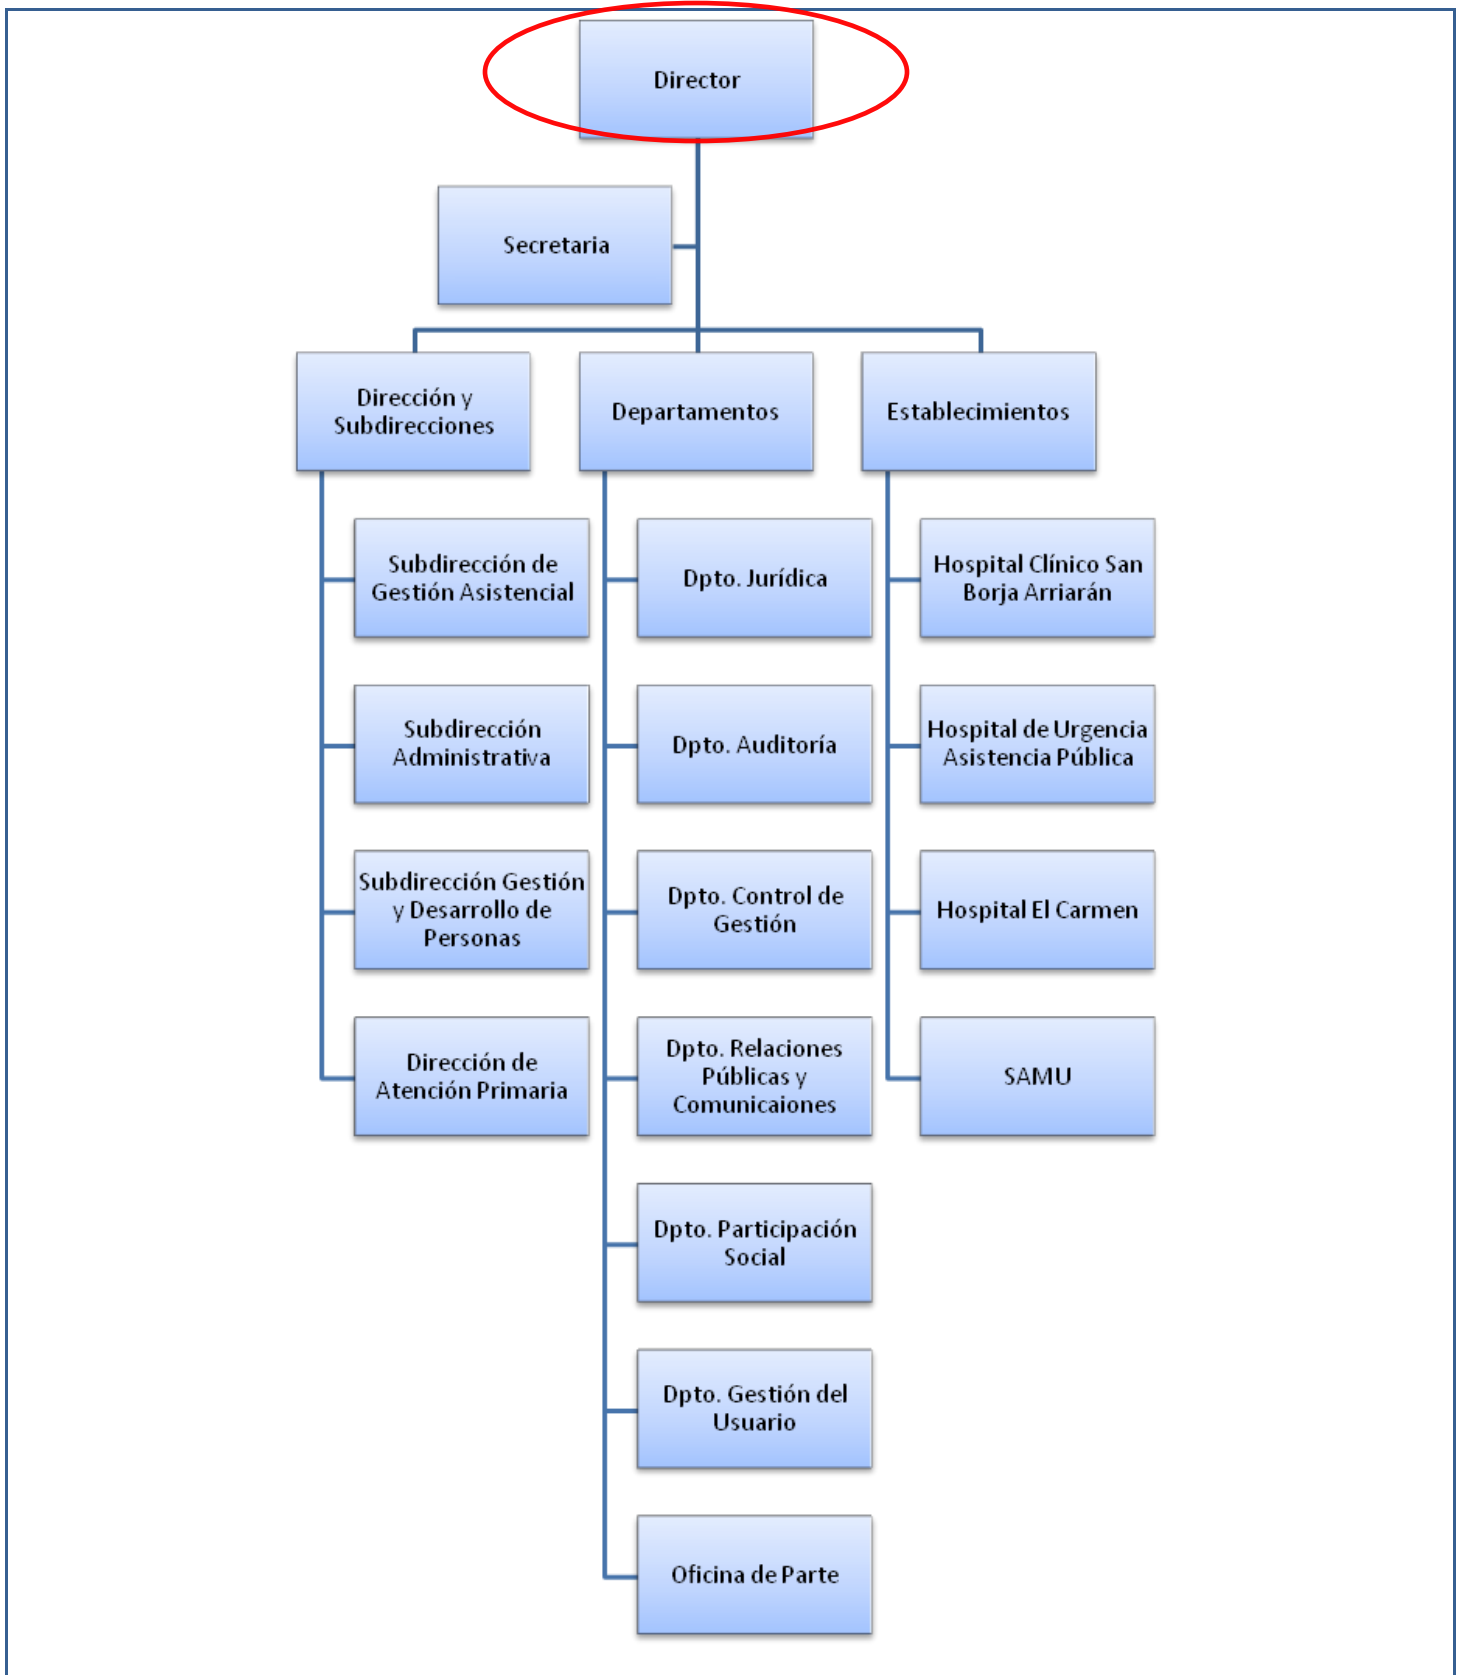 Director
Secretaria
Dirección y
Subdirecciones
Departamentos
Establecimientos
Subdirección de
Gestión Asistencial
Subdirección
Administrativa
Subdirección Gestión
y Desarrollo de
Personas
Dirección de
Atención Primaria
Dpto. Jurídica
Dpto. Auditoría
Dpto. Control de
Gestión
Dpto. Relaciones
Públicas y
Comunicaiones
Dpto. Participación
Social
Dpto. Gestión del
Usuario
Oficina de Parte
Hospital Clínico San
Borja Arriarán
Hospital de Urgencia
Asistencia Pública
Hospital El Carmen
SAMU